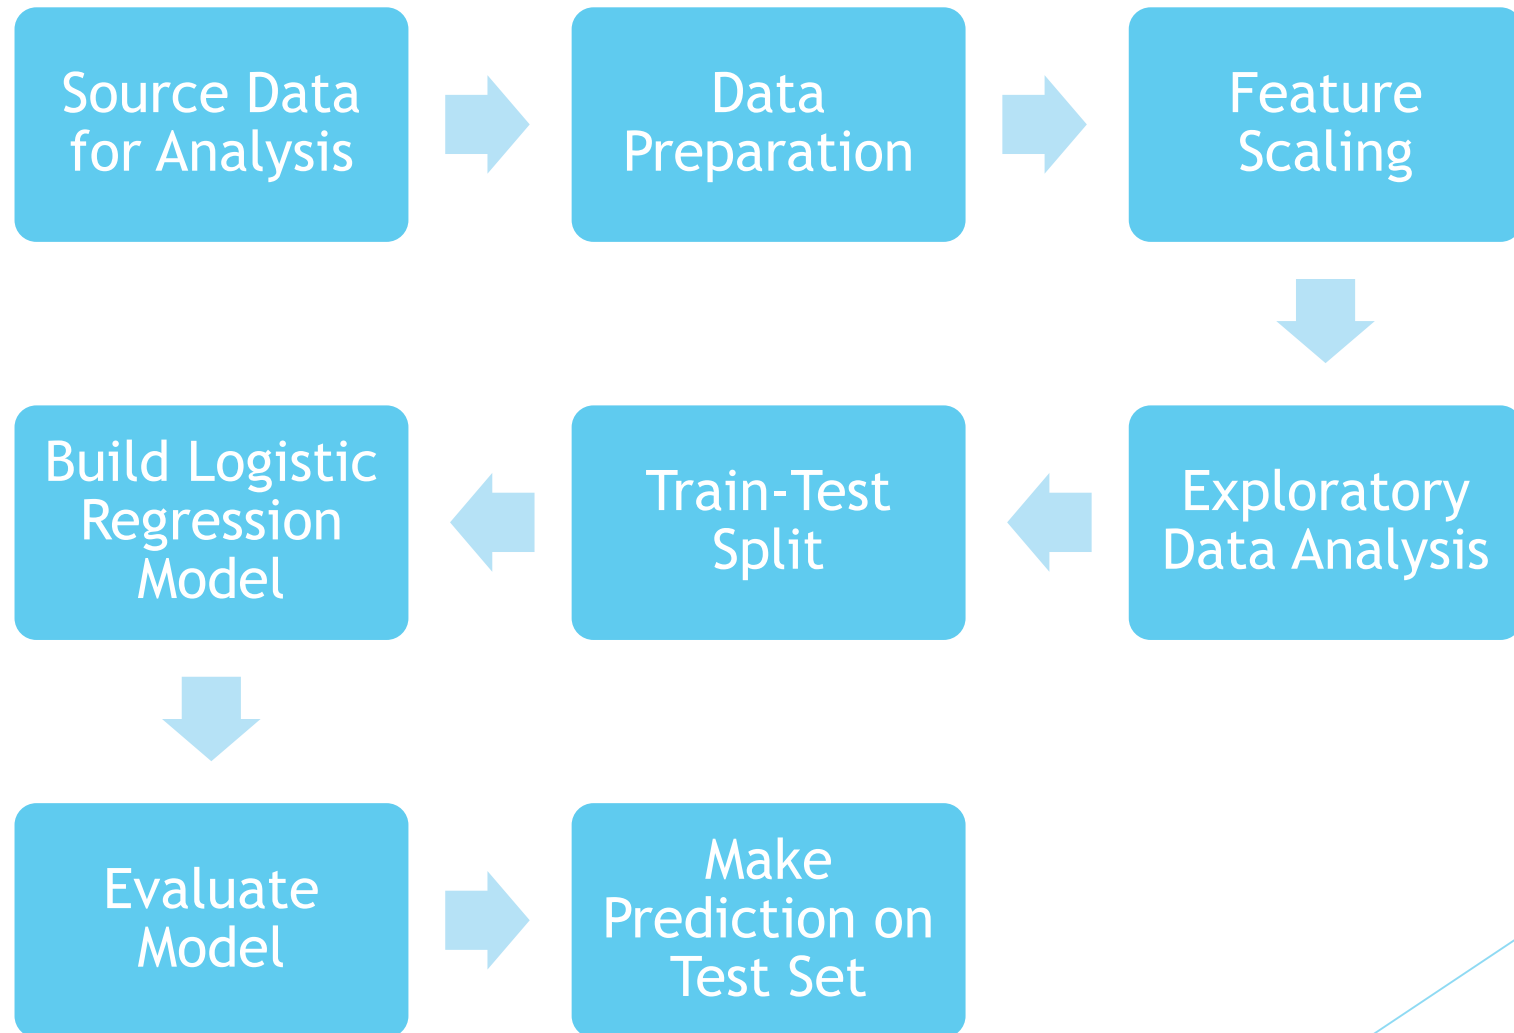 Source Data
for Analysis
Data
Preparation
Feature
Scaling
Exploratory
Data Analysis
Train-Test
Split
Build Logistic
Regression
Model
Evaluate
Model
Make
Prediction on
Test Set